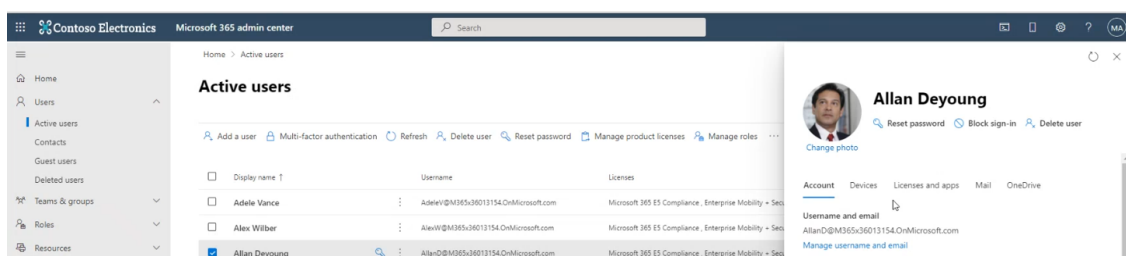 Contoso Electronics Microsoft 365 admin center Search ? MA
Home > Active users
Home
Users
Active users
Contacts
Guest users
Deleted users
Teams & groups
Roles
Resources
Active users
Add a user Multi-factor authentication Refresh Delete user Reset password Manage product licenses Manage roles ...
Display name ↑ Username Licenses
Adele Vance AdeleV@M365x36013154.OnMicrosoft.com Microsoft 365 E5 Compliance , Enterprise Mobility + Secu
Alex Wilber AlexW@M365x36013154.OnMicrosoft.com Microsoft 365 E5 Compliance , Enterprise Mobility + Secu
Allan Deyoung AllanD@M365x36013154.OnMicrosoft.com Microsoft 365 E5 Compliance , Enterprise Mobility + Secu
Allan Deyoung
Reset password Block sign-in Delete user
Change photo
Account Devices Licenses and apps Mail OneDrive
Username and email
AllanD@M365x36013154.OnMicrosoft.com
Manage username and email